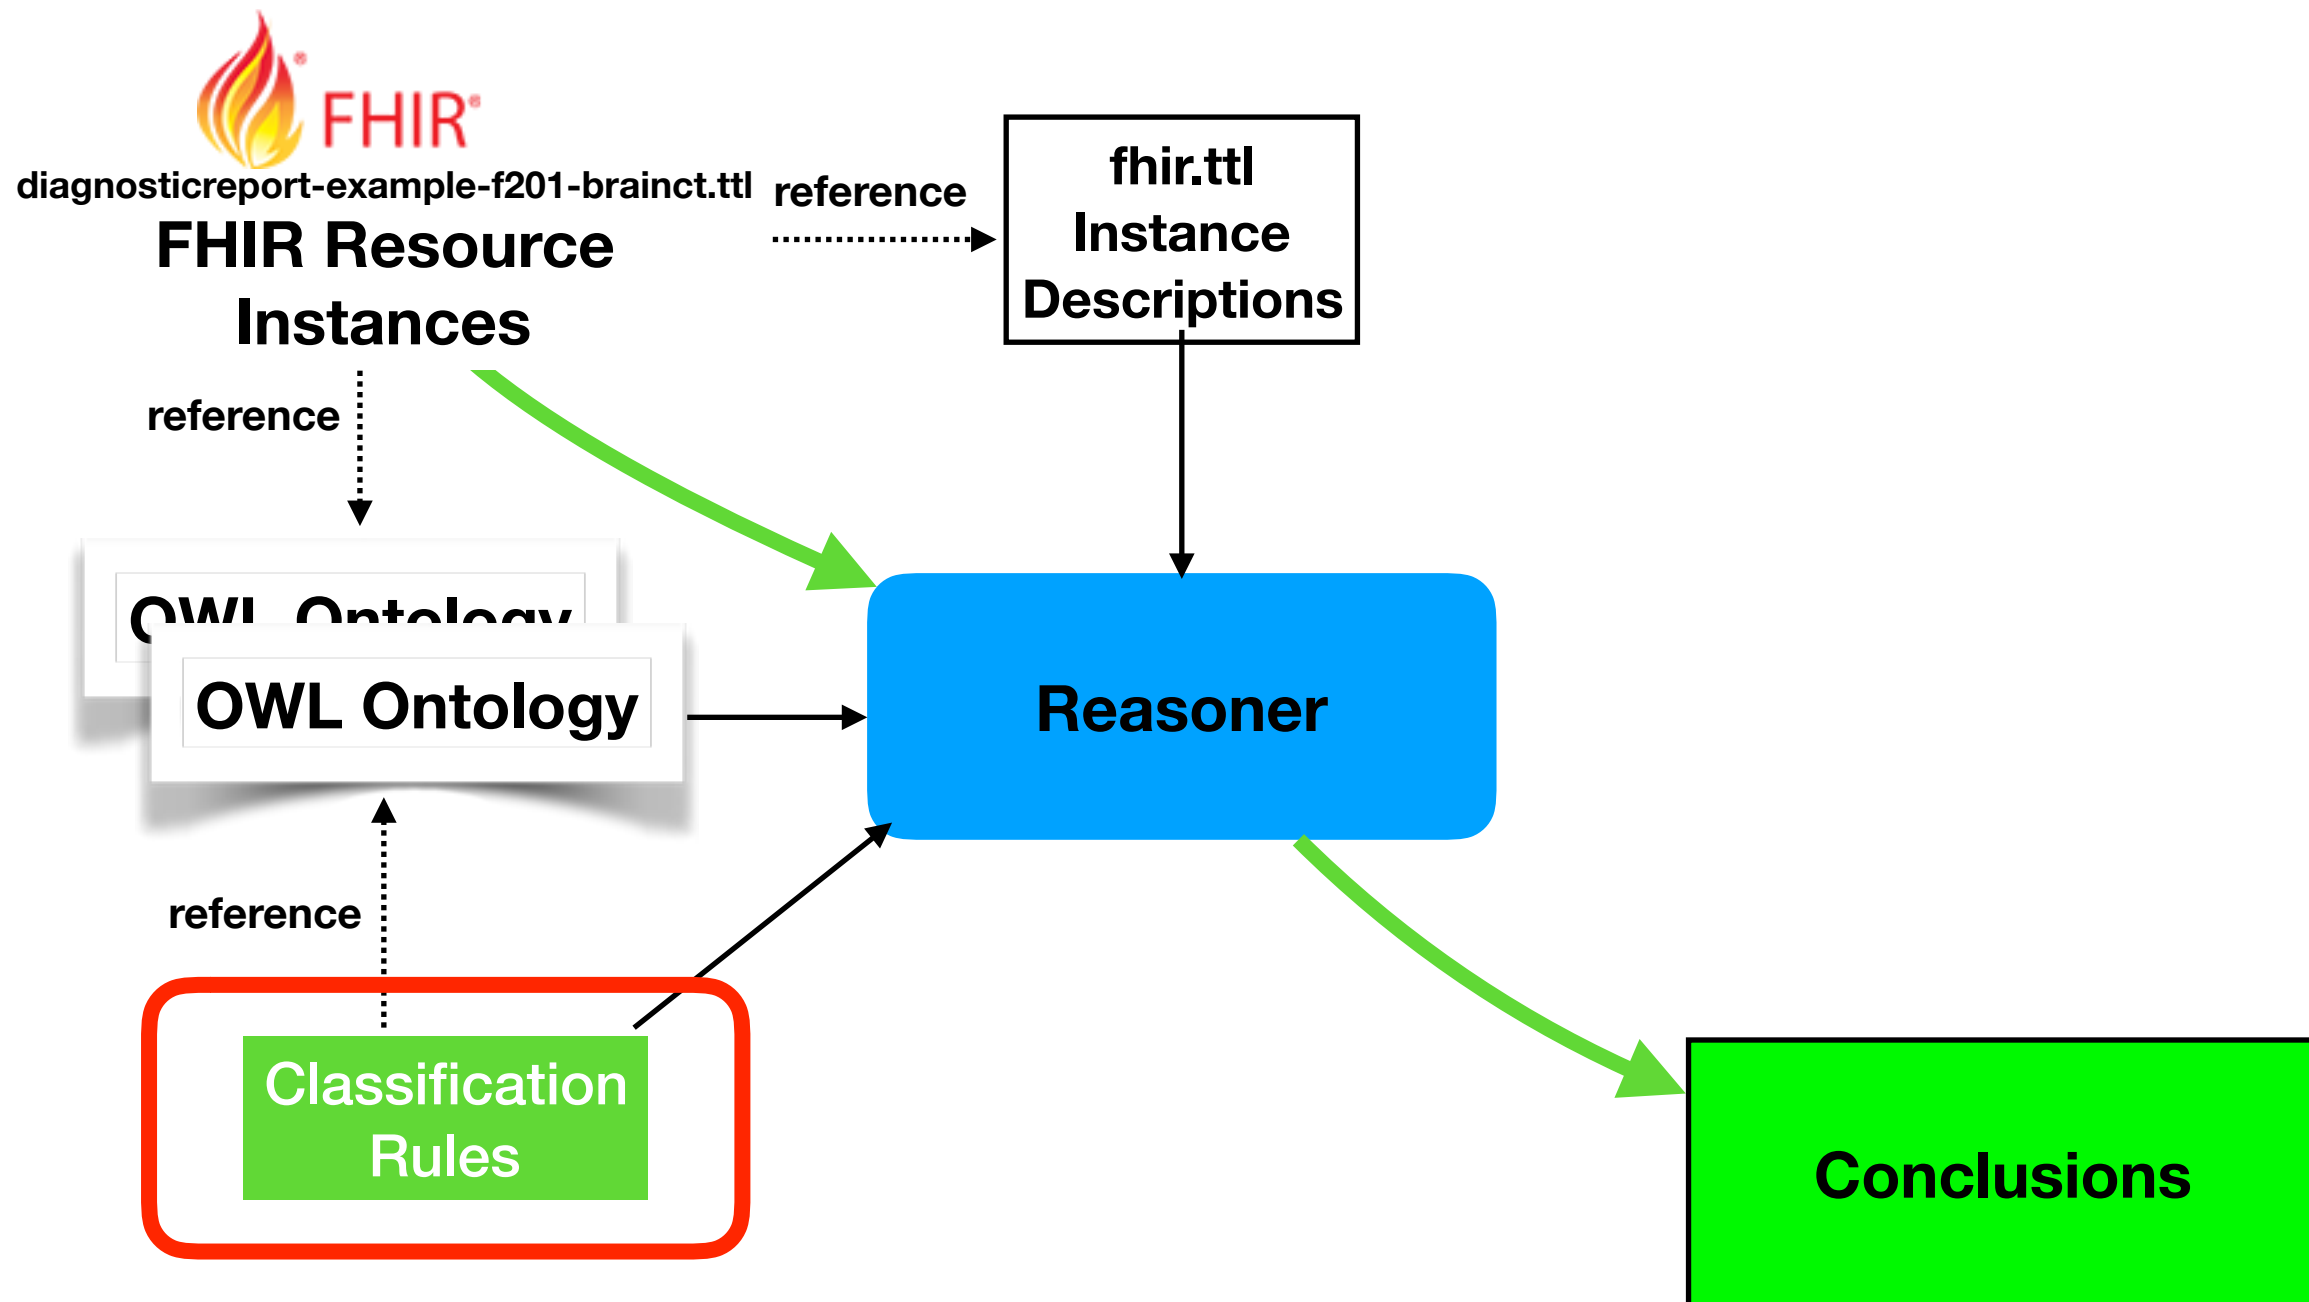 FHIR®
diagnosticreport-example-f201-brainct.ttl
FHIR Resource
Instances
reference
fhir.ttl
Instance
Descriptions
reference
OWL Ontology
OWL Ontology
Reasoner
reference
Classification
Rules
Conclusions